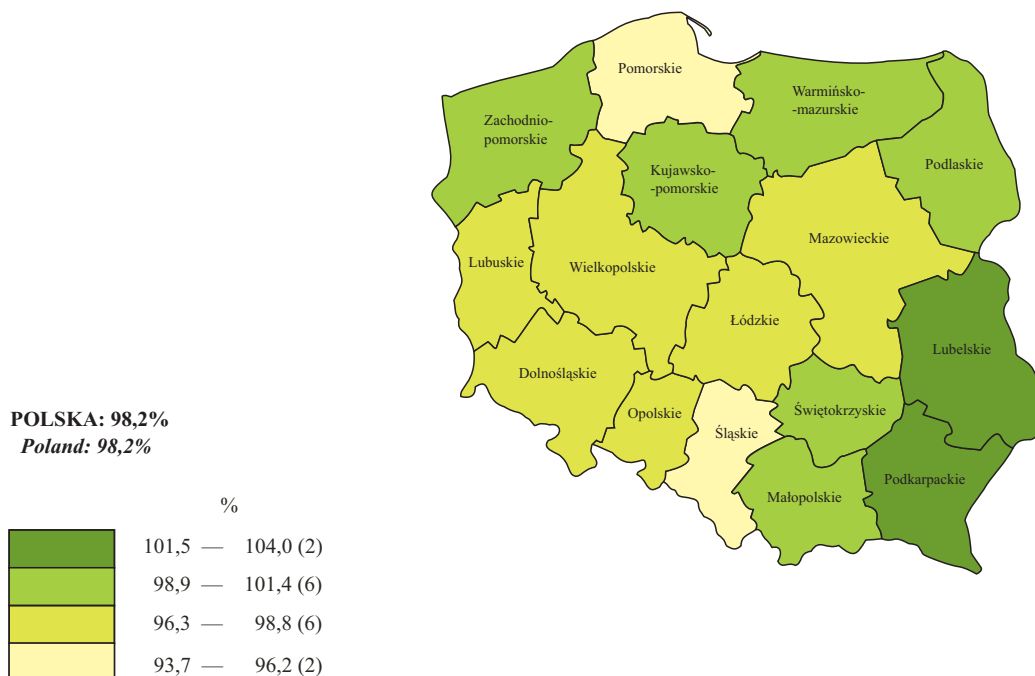 Pomorskie
Warmińsko-
-mazurskie
Zachodnio-
pomorskie
Podlaskie
Kujawsko-
-pomorskie
Mazowieckie
Lubuskie
Wielkopolskie
Łódzkie
Lubelskie
Dolnośląskie
Opolskie
Świętokrzyskie
Śląskie
Podkarpackie
Małopolskie
POLSKA: 98,2%
Poland: 98,2%
%
101,5 — 104,0 (2)
98,9 — 101,4 (6)
96,3 — 98,8 (6)
93,7 — 96,2 (2)